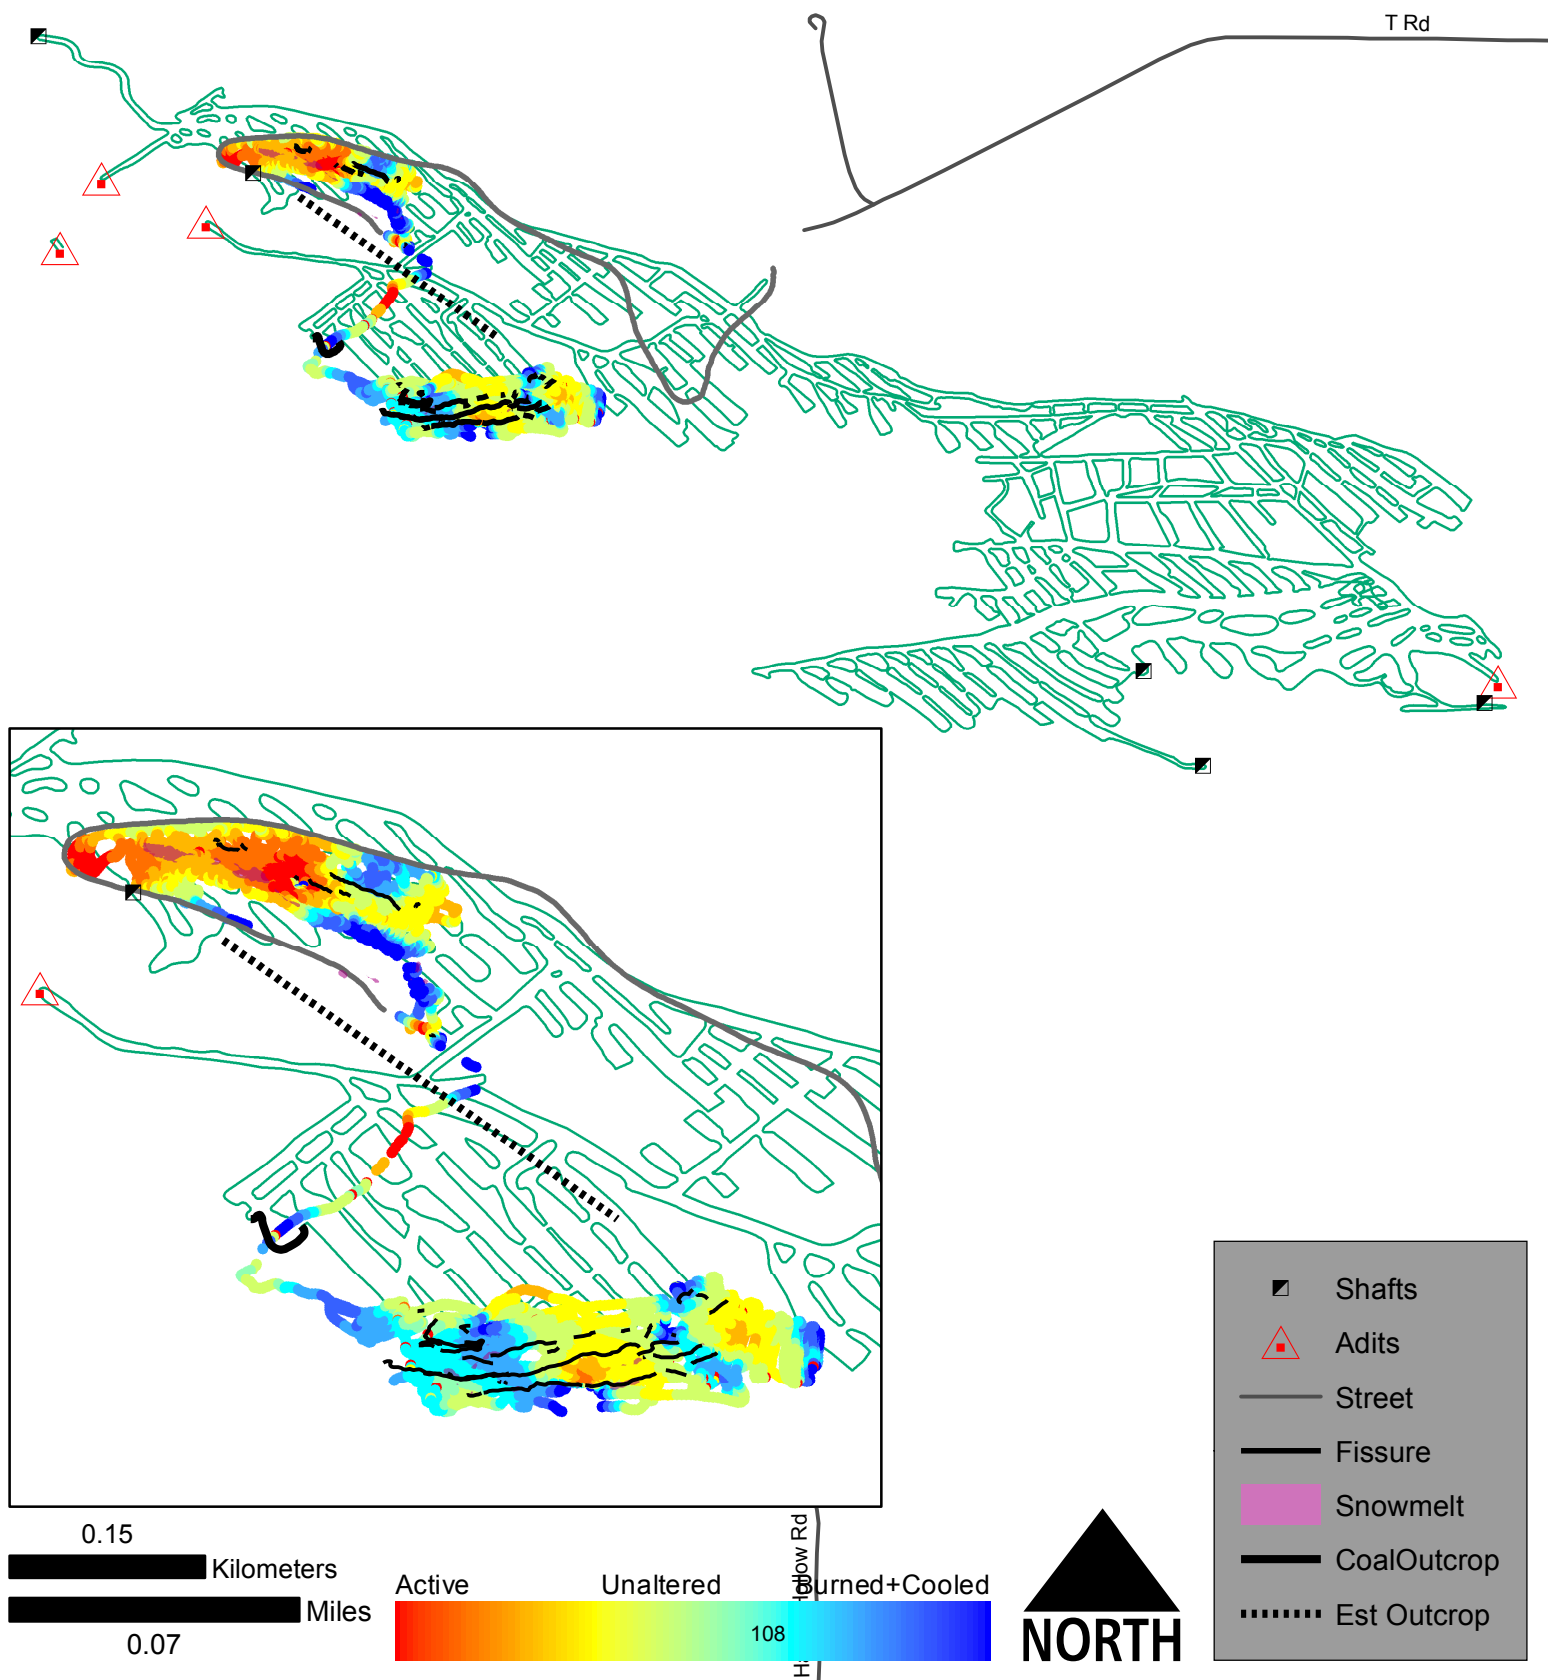 T Rd
Shafts
Adits
Street
Fissure
Snowmelt
CoalOutcrop
Est Outcrop
0.15
Kilometers
Miles
0.07
Active Unaltered Burned+Cooled
108
Rd
NORTH